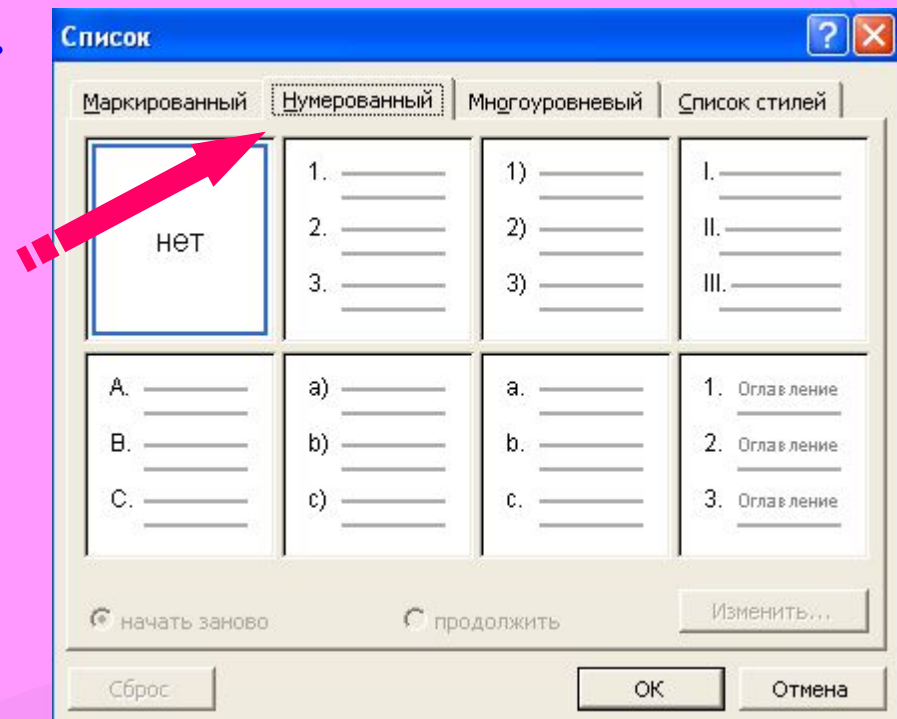 Список
Маркированный Нумерованный Многоуровневый Список стилей
нет 1. 1) I.
2. 2) II.
3. 3) III.
A. a) a. 1. Оглавление
B. b) b. 2. Оглавление
C. c) c. 3. Оглавление
начать заново продолжить Изменить...
Сброс ОК Отмена